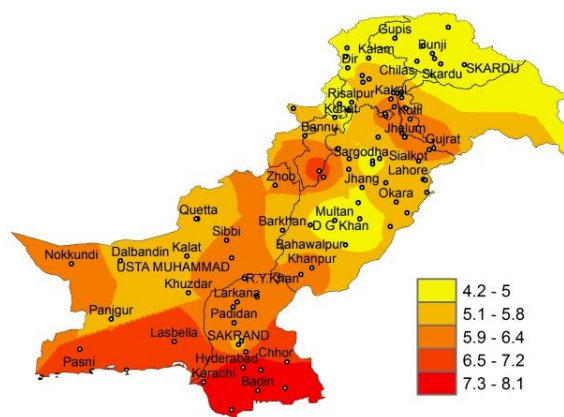 Gupis
Kalam
Bunji
Dir
Chilas
SKARDU
Skardu
Risalpur
Kakul
Kohat
Kotli
Bannu
Jhelum
Gujrat
Sargodha
Sialkot
Zhob
Jhang
Lahore
Okara
Quetta
Multan
Barkhan
D G Khan
Sibbi
Bahawalpur
Nokkundi
Dalbandin
Kalat
USTA MUHAMMAD
Khanpur
R.Y.Khan
Khuzdar
Larkana
Panjgur
Padidan
Lasbella
SAKRAND
Pasni
Hyderabad
Chhor
Karachi
Badin
4.2 - 5
5.1 - 5.8
5.9 - 6.4
6.5 - 7.2
7.3 - 8.1